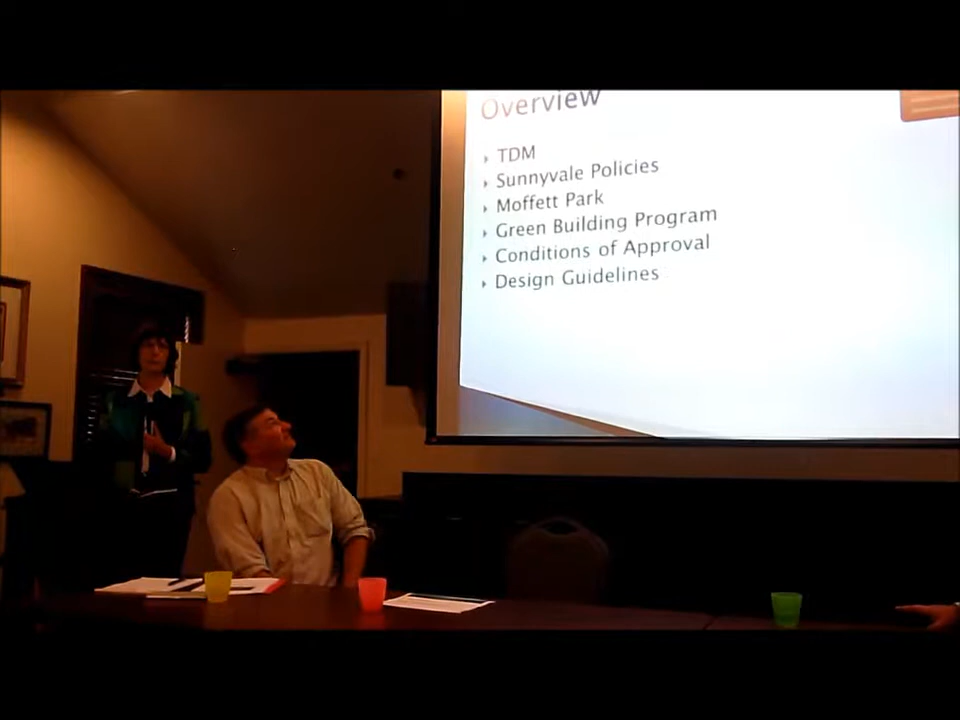 Overview
TDM
Sunnyvale Policies
Moffett Park
Green Building Program
Conditions of Approval
Design Guidelines